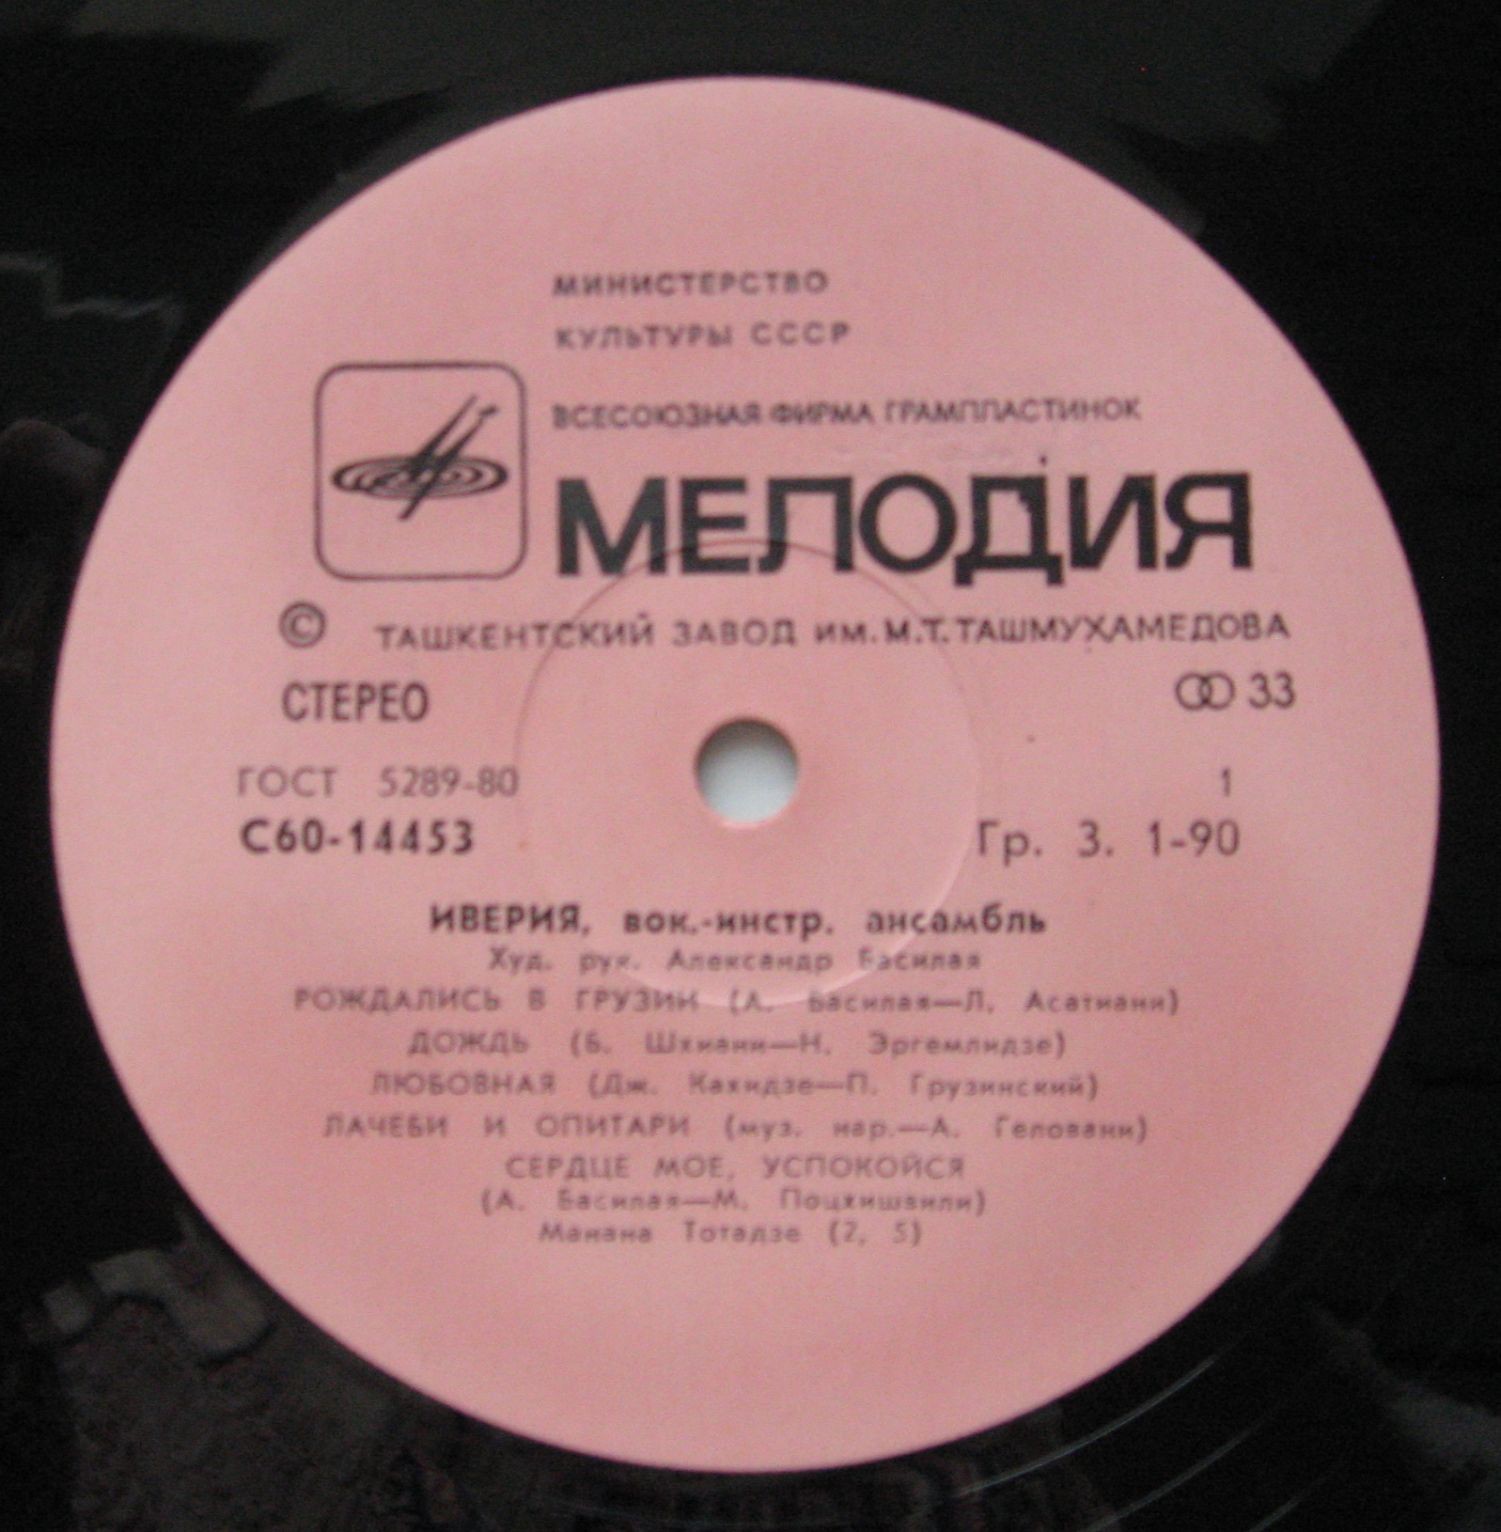 МИНИСТЕРСТВО
КУЛЬТУРЫ СССР
ВСЕСОЮЗНАЯ ФИРМА ГРАМПЛАСТИНОК
МЕЛОДИЯ
© ТАШКЕНТСКИЙ ЗАВОД ИМ. М.Т. ТАШМУХАМЕДОВА
СТЕРЕО 33
ГОСТ 5289-80 1
С60-14453 Гр. 3. 1-90
ИВЕРИЯ, вок.-инстр. ансамбль
Худ. рук. Александр Басилая
РОЖДАЛИСЬ В ГРУЗИИ (А. Басилая—Л. Асатиани)
ДОЖДЬ (Б. Шхиани—Н. Эргемлидзе)
ЛЮБОВНАЯ (Дж. Кахидзе—П. Грузинский)
ЛАЧЕБИ И ОПИТАРИ (муз. нар.—А. Геловани)
СЕРДЦЕ МОЕ, УСПОКОЙСЯ
(А. Басилая—М. Поцхишвили)
Манана Тотадзе (2, 5)